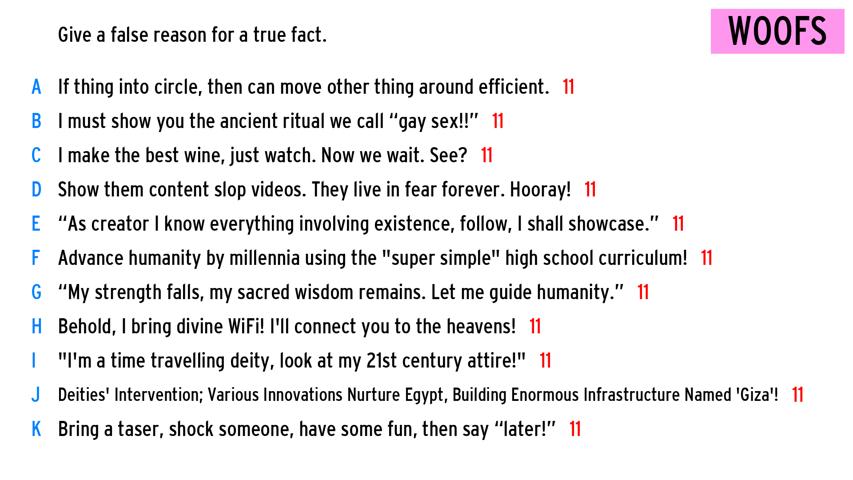 Give a false reason for a true fact.
WOOFS
A If thing into circle, then can move other thing around efficient. 11
B I must show you the ancient ritual we call “gay sex!!” 11
C I make the best wine, just watch. Now we wait. See? 11
D Show them content slop videos. They live in fear forever. Hooray! 11
E “As creator I know everything involving existence, follow, I shall showcase.” 11
F Advance humanity by millennia using the "super simple" high school curriculum! 11
G “My strength falls, my sacred wisdom remains. Let me guide humanity.” 11
H Behold, I bring divine WiFi! I'll connect you to the heavens! 11
I "I'm a time travelling deity, look at my 21st century attire!" 11
J Deities' Intervention; Various Innovations Nurture Egypt, Building Enormous Infrastructure Named 'Giza'! 11
K Bring a taser, shock someone, have some fun, then say “later!” 11